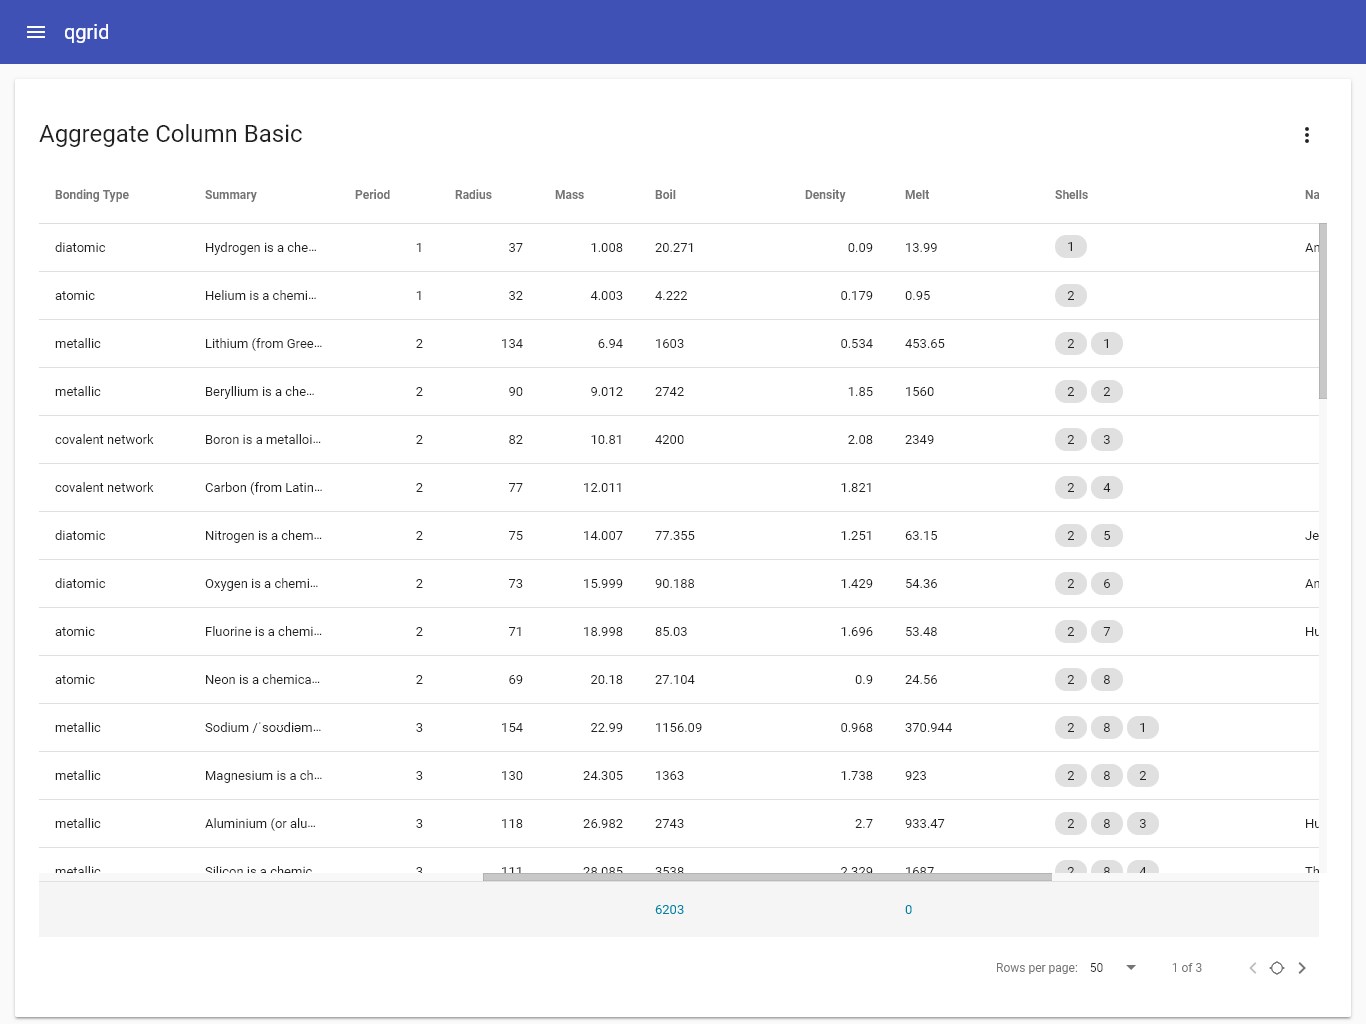 qgrid
Aggregate Column Basic
Bonding Type Summary Period Radius Mass Boil Density Melt Shells Na
diatomic Hydrogen is a che... 1 37 1.008 20.271 0.09 13.99 1 An
atomic Helium is a chemi... 1 32 4.003 4.222 0.179 0.95 2
metallic Lithium (from Gree... 2 134 6.94 1603 0.534 453.65 2 1
metallic Beryllium is a che... 2 90 9.012 2742 1.85 1560 2 2
covalent network Boron is a metalloi... 2 82 10.81 4200 2.08 2349 2 3
covalent network Carbon (from Latin... 2 77 12.011 1.821 2 4
diatomic Nitrogen is a chem... 2 75 14.007 77.355 1.251 63.15 2 5 Je
diatomic Oxygen is a chemi... 2 73 15.999 90.188 1.429 54.36 2 6 An
atomic Fluorine is a chemi... 2 71 18.998 85.03 1.696 53.48 2 7 Hu
atomic Neon is a chemica... 2 69 20.18 27.104 0.9 24.56 2 8
metallic Sodium /ˈsoʊdiəm... 3 154 22.99 1156.09 0.968 370.944 2 8 1
metallic Magnesium is a ch... 3 130 24.305 1363 1.738 923 2 8 2
metallic Aluminium (or alu... 3 118 26.982 2743 2.7 933.47 2 8 3 Hu
metallic Silicon is a chemic... 3 111 28.085 3538 2.329 1687 2 8 4 Th
6203 0
Rows per page: 50 1 of 3